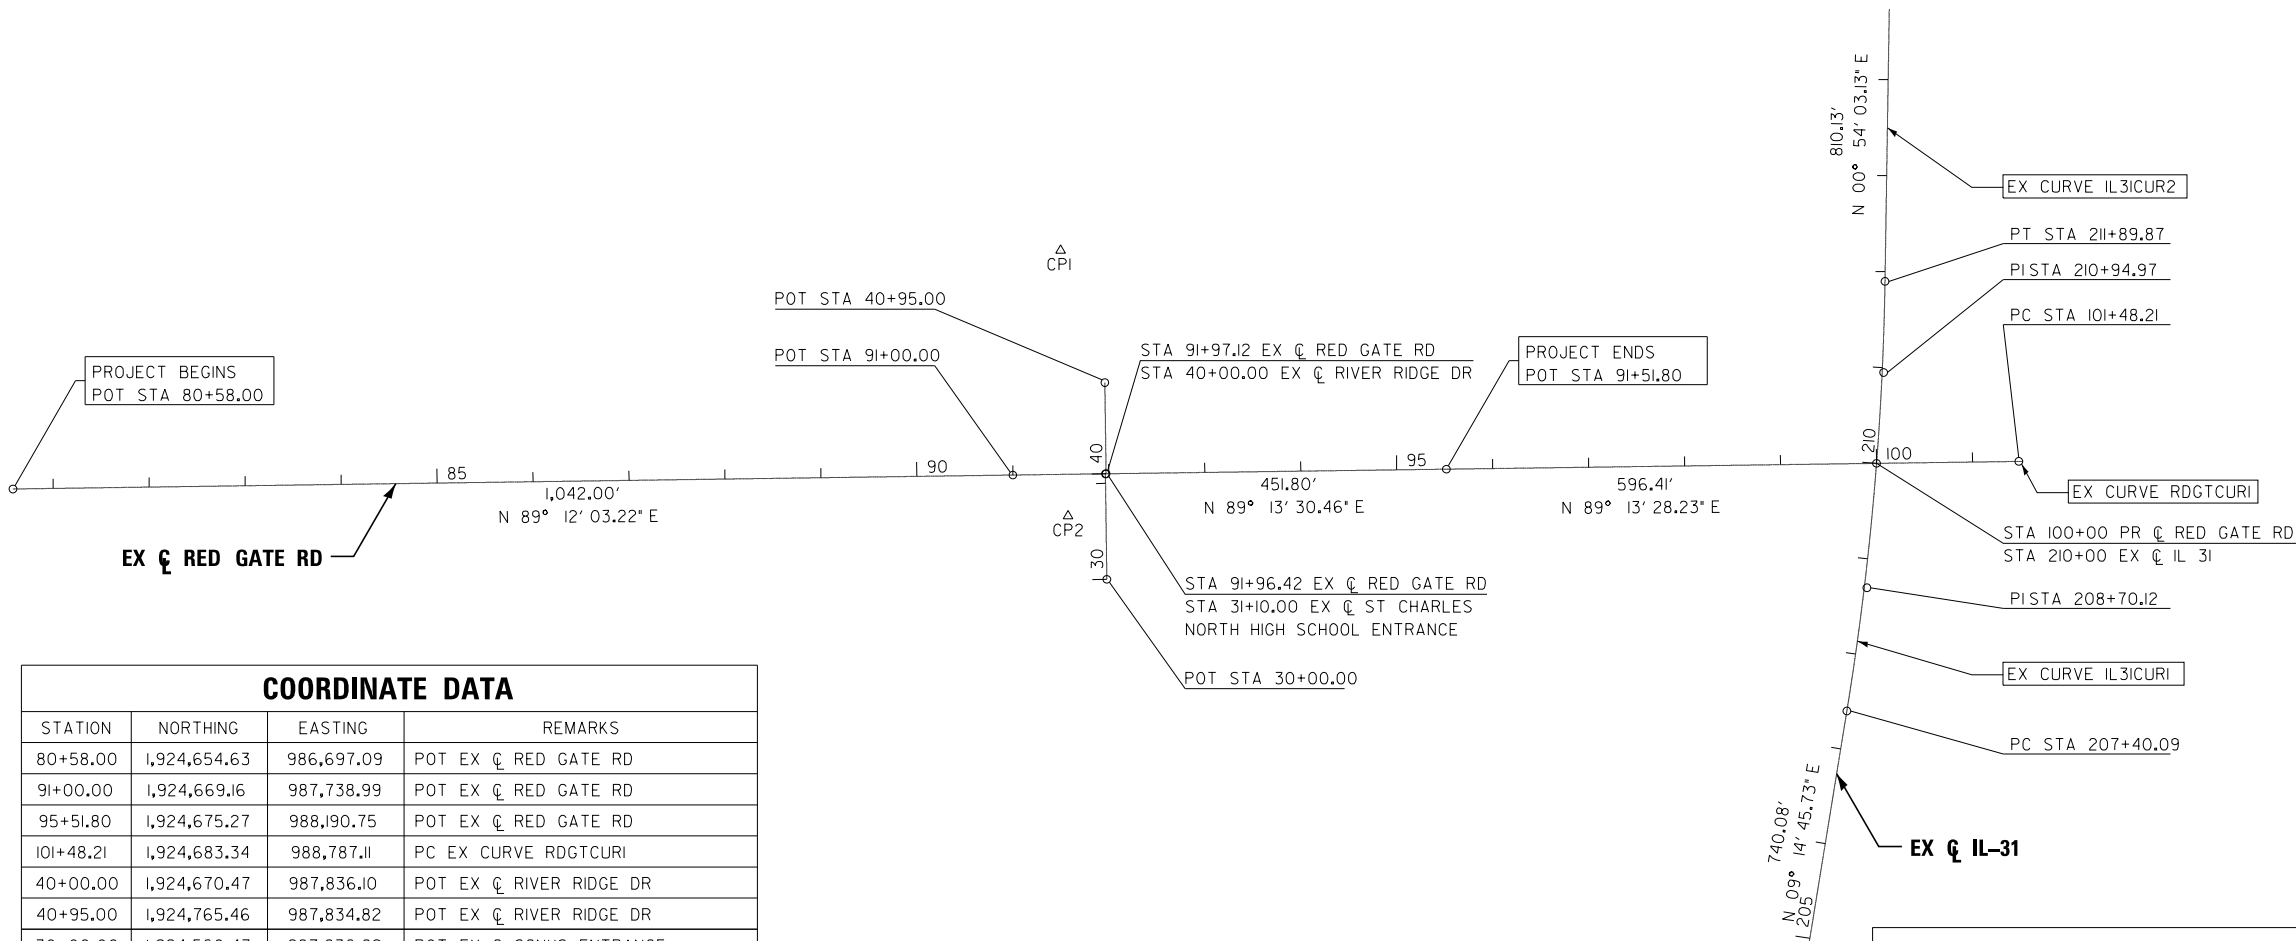 810.13'
N 00° 54' 03.13" E
EX CURVE IL31CUR2
PT STA 211+89.87
PI STA 210+94.97
PC STA 101+48.21
CP1
POT STA 40+95.00
POT STA 91+00.00
STA 91+97.12 EX ℄ RED GATE RD
STA 40+00.00 EX ℄ RIVER RIDGE DR
PROJECT ENDS
POT STA 91+51.80
PROJECT BEGINS
POT STA 80+58.00
85
90
40
95
210
100
1,042.00'
N 89° 12' 03.22" E
451.80'
N 89° 13' 30.46" E
596.41'
N 89° 13' 28.23" E
EX CURVE RDGTCUR1
CP2
30
EX ℄ RED GATE RD
STA 100+00 PR ℄ RED GATE RD
STA 210+00 EX ℄ IL 31
STA 91+96.42 EX ℄ RED GATE RD
STA 31+10.00 EX ℄ ST CHARLES
NORTH HIGH SCHOOL ENTRANCE
PI STA 208+70.12
POT STA 30+00.00
EX CURVE IL31CUR1
PC STA 207+40.09
740.08'
N 09° 14' 45.73" E
205
EX ℄ IL-31
COORDINATE DATA
STATION NORTHING EASTING REMARKS
80+58.00 1,924,654.63 986,697.09 POT EX ℄ RED GATE RD
91+00.00 1,924,669.16 987,738.99 POT EX ℄ RED GATE RD
95+51.80 1,924,675.27 988,190.75 POT EX ℄ RED GATE RD
101+48.21 1,924,683.34 988,787.11 PC EX CURVE RDGTCUR1
40+00.00 1,924,670.47 987,836.10 POT EX ℄ RIVER RIDGE DR
40+95.00 1,924,765.46 987,834.82 POT EX ℄ RIVER RIDGE DR